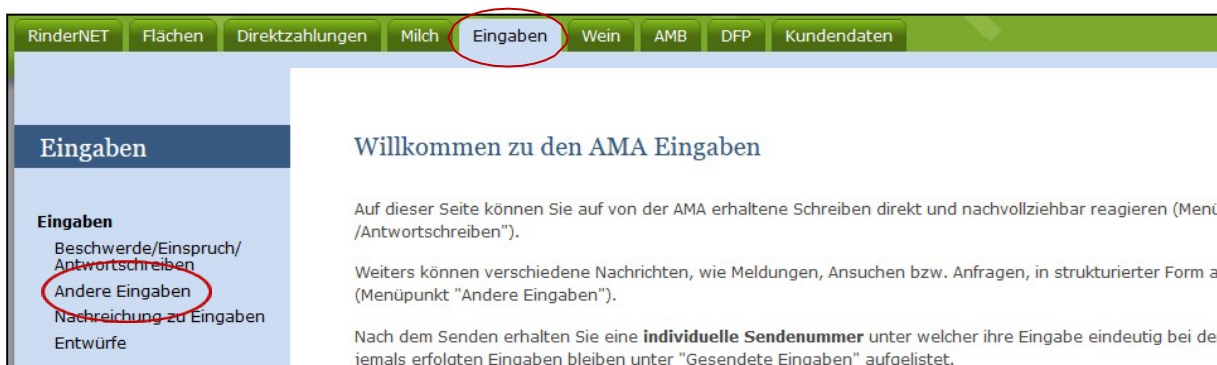 RinderNET Flächen Direktzahlungen Milch Eingaben Wein AMB DFP Kundendaten
Eingaben
Eingaben
Beschwerde/Einspruch/
Antwortschreiben
Andere Eingaben
Nachreichung zu Eingaben
Entwürfe
Willkommen zu den AMA Eingaben
Auf dieser Seite können Sie auf von der AMA erhaltene Schreiben direkt und nachvollziehbar reagieren
/Antwortschreiben").
Weiters können verschiedene Nachrichten, wie Meldungen, Ansuchen bzw. Anfragen, in strukturierter Form
(Menüpunkt "Andere Eingaben").
Nach dem Senden erhalten Sie eine individuelle Sendenummer unter welcher ihre Eingabe eindeutig bei
jemals erfolgten Eingaben bleiben unter "Gesendete Eingaben" aufgelistet.